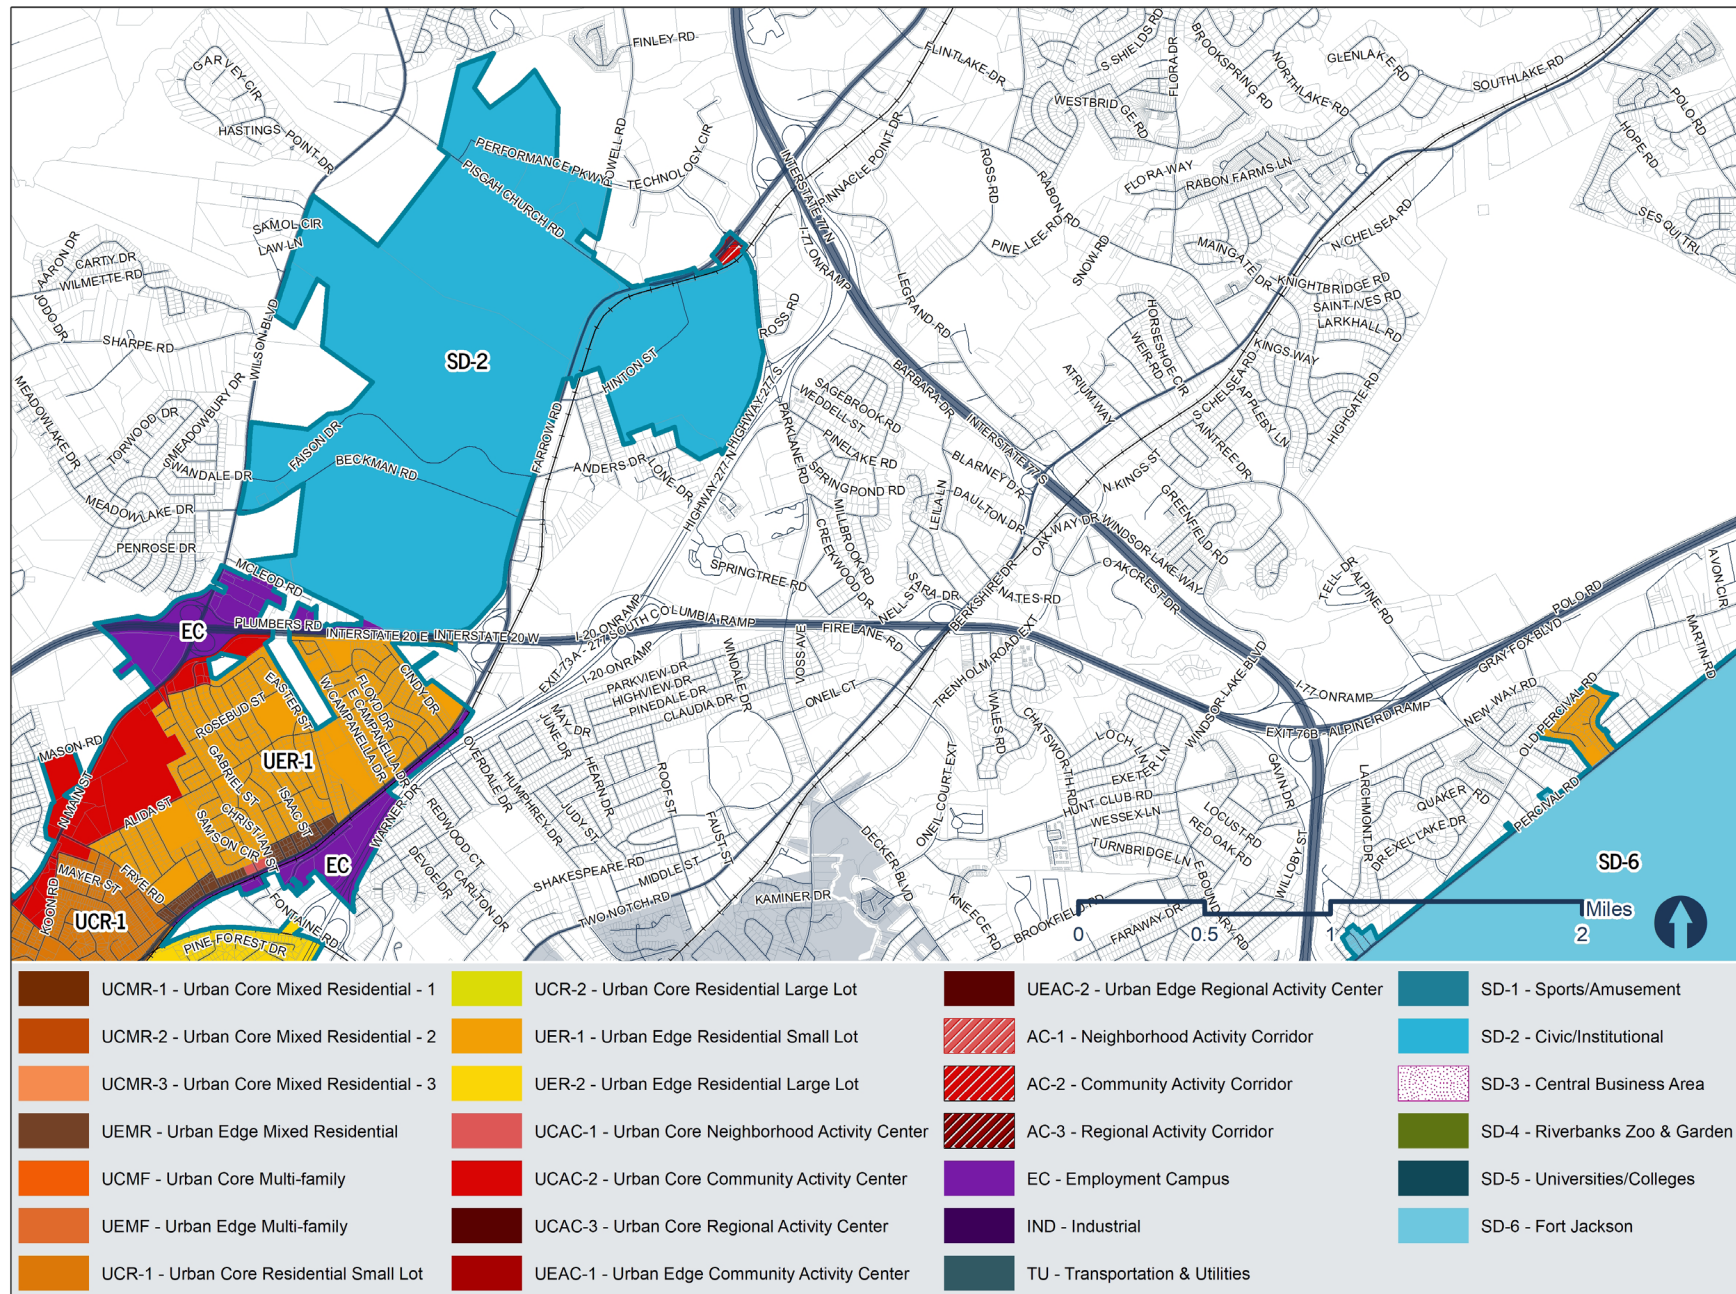 FINLEY RD
FLINTLAKE DR
S SHIELDS RD
FLORA DR
BROOKSPRING RD
GLENLAKE RD
NORTHLAKE RD
SOUTHLAKE RD
POLO RD
HOPE RD
SESQUI TRL
GARVEY CIR
HASTINGS POINT DR
PERFORMANCE PKWY
PISGAH CHURCH RD
POWELL RD
TECHNOLOGY CIR
INTERSTATE 77 N
PINNACLE POINT DR
I-77 ONRAMP
ROSS RD
RABON RD
WESTBRIDGE RD
FLORA WAY
RABON FARMS LN
PINE LEE RD
SNOW RD
MAINGATE DR
N CHELSEA RD
KNIGHTBRIDGE RD
SAINT IVES RD
LARKHALL RD
KINGS WAY
SAMOL CIR
LAW LN
AARON DR
CARTY DR
WILMETTE RD
JODO DR
SHARPE RD
WILSON BLVD
SD-2
MEADOWLAKE DR
TORWOOD DR
SMEADOWBURY DR
SWANDALE DR
MEADOWLAKE DR
PENROSE DR
FAISON DR
BECKMAN RD
FARROW RD
HINTON ST
ROSS RD
LEGRAND RD
HORSESHOE CIR
WEIR RD
ATRIUM WAY
S CHELSEA RD
APPLEBY LN
HIGHGATE RD
SAINTREE DR
BARBARA DR
INTERSTATE 77 S
SAGEBROOK RD
WEDDELL ST
PINELAKE RD
PARKLANE RD
SPRINGPOND RD
BLARNEY DR
DAULTON DR
LEILA LN
N KINGS ST
GREENFIELD RD
OAKWAY DR
WINDSOR LAKE WAY
OAKCREST DR
ANDERS DR
LONE DR
HIGHWAY 277 N
HIGHWAY 277 S
MILLBROOK RD
CREEKWOOD DR
SPRINGTREE RD
NELL ST
SARA DR
NATES RD
BERKSHIRE DR
TELL DR
ALPINE RD
POLO RD
AVON CIR
MARTIN RD
GRAY FOX BLVD
MCLEOD RD
EC
PLUMBERS RD
INTERSTATE 20 E
INTERSTATE 20 W
I-20 ONRAMP
EXIT 73A - 277 SOUTH COLUMBIA RAMP
I-20 ONRAMP
FIRELANE RD
TRENHOLM ROAD EXT
WINDSOR LAKE BLVD
I-77 ONRAMP
EXIT 76B - ALPINE RD RAMP
NEW WAY RD
OLD PERCIVAL RD
PARKVIEW DR
HIGHVIEW DR
PINEDALE DR
CLAUDIA DR
WINDALE DR
VOSS AVE
ONEIL CT
MAY DR
JUNE DR
WALES RD
CHATSWORTH RD
LOCH LN
EXETER LN
HUNT CLUB RD
WESSEX LN
TURNBRIDGE LN
LOCUST RD
RED OAK RD
GAVIN DR
WILLOBY ST
LARCHMONT DR
QUAKER RD
DREXEL LAKE DR
PERCIVAL RD
EASTER ST
ROSEBUD ST
FLOYD DR
W CAMPANELLA DR
E CAMPANELLA DR
CINDY DR
MASON RD
UER-1
GABRIEL ST
ISAAC ST
CHRISTIAN ST
SAMSON CIR
ALIDA ST
N MAIN ST
MAYER ST
FRYE RD
KOON RD
UCR-1
EC
WARNER DR
FONTAINE RD
PINE FOREST DR
OVERDALE DR
HUMPHREY DR
HEARN DR
ROOF ST
FAUST ST
REDWOOD CT
DEVOE DR
CARLTON DR
JUDY ST
SHAKESPEARE RD
MIDDLE ST
TWO NOTCH RD
KAMINER DR
DECKER BLVD
ONEIL COURT EXT
KNEECE RD
BROOKFIELD RD
FARAWAY DR
E BOUNDARY RD
SD-6
0
0.5
1
2
Miles
UCMR-1 - Urban Core Mixed Residential - 1
UCMR-2 - Urban Core Mixed Residential - 2
UCMR-3 - Urban Core Mixed Residential - 3
UEMR - Urban Edge Mixed Residential
UCMF - Urban Core Multi-family
UEMF - Urban Edge Multi-family
UCR-1 - Urban Core Residential Small Lot
UCR-2 - Urban Core Residential Large Lot
UER-1 - Urban Edge Residential Small Lot
UER-2 - Urban Edge Residential Large Lot
UCAC-1 - Urban Core Neighborhood Activity Center
UCAC-2 - Urban Core Community Activity Center
UCAC-3 - Urban Core Regional Activity Center
UEAC-1 - Urban Edge Community Activity Center
UEAC-2 - Urban Edge Regional Activity Center
AC-1 - Neighborhood Activity Corridor
AC-2 - Community Activity Corridor
AC-3 - Regional Activity Corridor
EC - Employment Campus
IND - Industrial
TU - Transportation & Utilities
SD-1 - Sports/Amusement
SD-2 - Civic/Institutional
SD-3 - Central Business Area
SD-4 - Riverbanks Zoo & Garden
SD-5 - Universities/Colleges
SD-6 - Fort Jackson